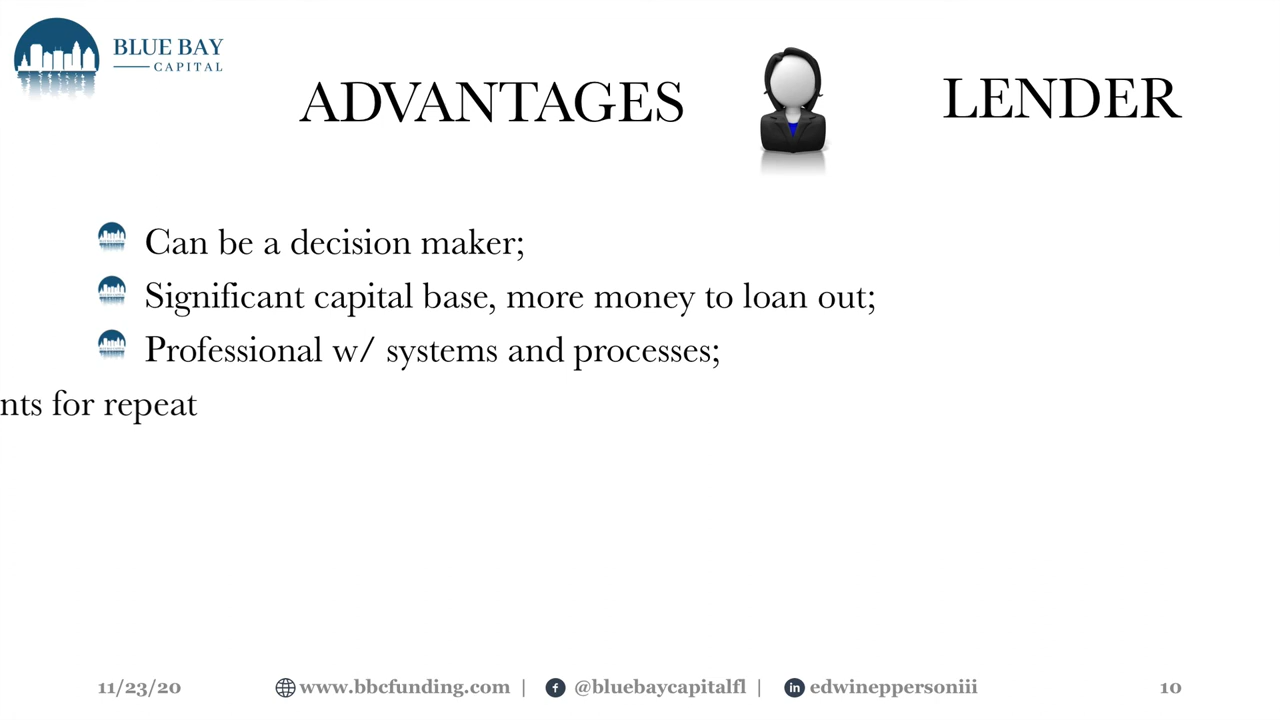 BLUE BAY
CAPITAL
ADVANTAGES LENDER
Can be a decision maker;
Significant capital base, more money to loan out;
Professional w/ systems and processes;
nts for repeat
11/23/20 www.bbcfunding.com | @bluebaycapitalfl | edwineppersoniii 10